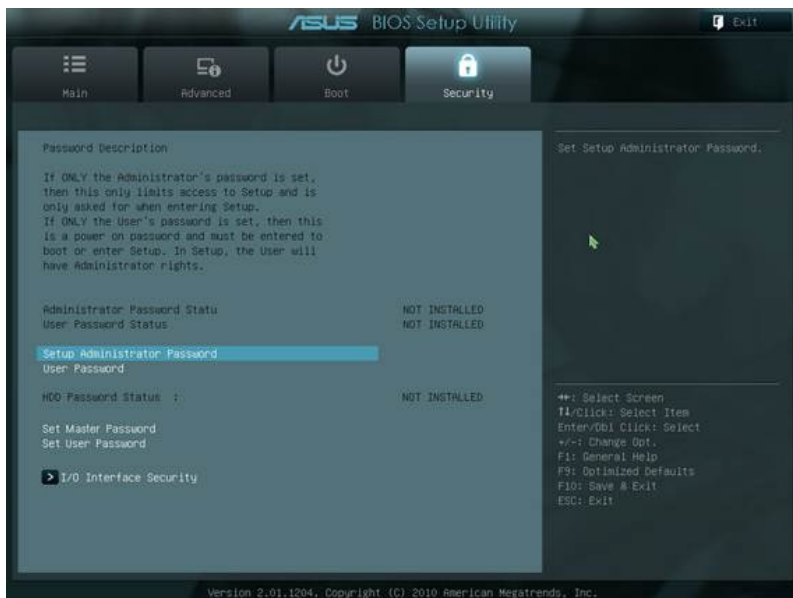 ASUS BIOS Setup Utility
Exit
Main
Advanced
Boot
Security
Password Description
If ONLY the Administrator's password is set,
then this only limits access to Setup and is
only asked for when entering Setup.
If ONLY the User's password is set, then this
is a power on password and must be entered to
boot or enter Setup. In Setup, the User will
have Administrator rights.
Administrator Password Statu NOT INSTALLED
User Password Status NOT INSTALLED
Setup Administrator Password
User Password
HDD Password Status : NOT INSTALLED
Set Master Password
Set User Password
> I/O Interface Security
Set Setup Administrator Password.
→←: Select Screen
↑↓/Click: Select Item
Enter/Dbl Click: Select
+/-: Change Opt.
F1: General Help
F9: Optimized Defaults
F10: Save & Exit
ESC: Exit
Version 2.01.1204. Copyright (C) 2010 American Megatrends, Inc.